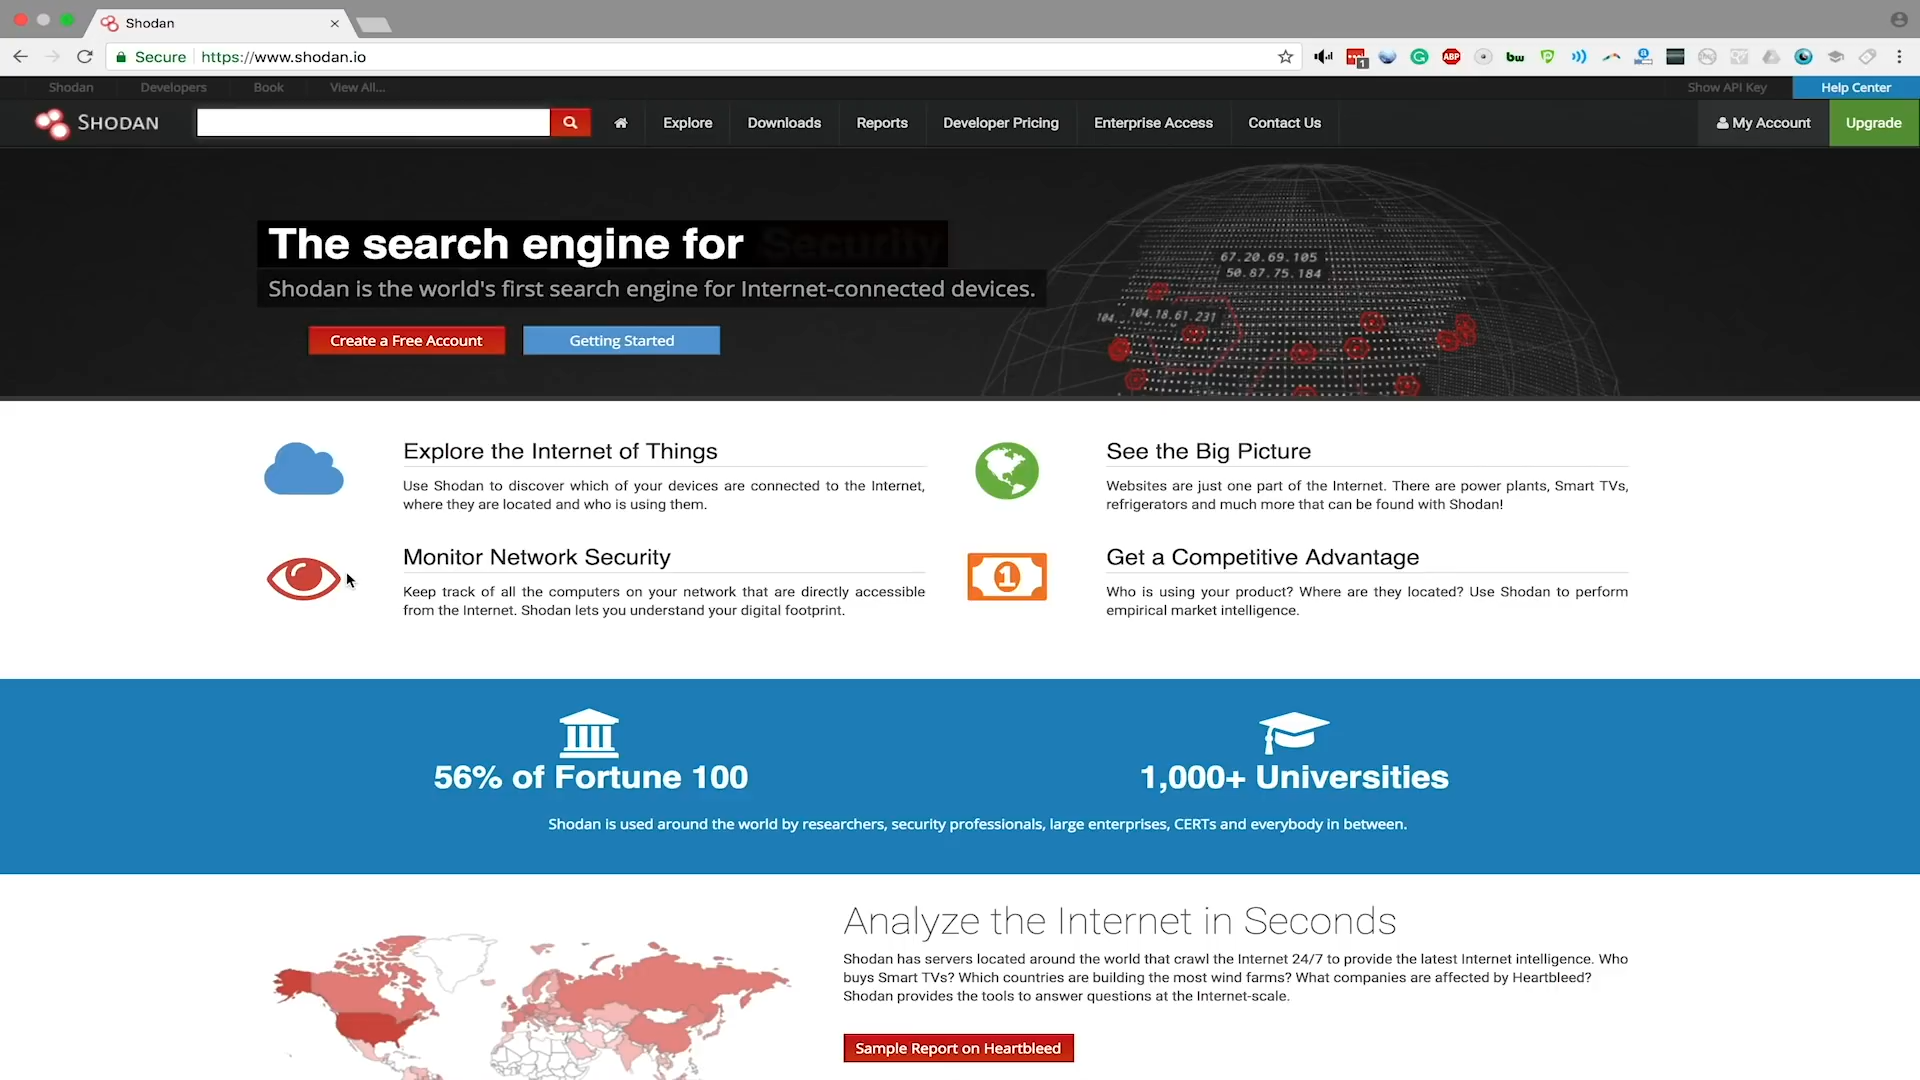 Shodan
Secure
https://www.shodan.io
1
ABP
bw
Shodan
Developers
Book
View All...
Show API Key
Help Center
SHODAN
Explore
Downloads
Reports
Developer Pricing
Enterprise Access
Contact Us
My Account
Upgrade
The search engine for Security
Shodan is the world's first search engine for Internet-connected devices.
Create a Free Account
Getting Started
67.20.69.105
50.87.75.184
104.
104.18.61.231
Explore the Internet of Things
Use Shodan to discover which of your devices are connected to the Internet,
where they are located and who is using them.
See the Big Picture
Websites are just one part of the Internet. There are power plants, Smart TVs,
refrigerators and much more that can be found with Shodan!
Monitor Network Security
Keep track of all the computers on your network that are directly accessible
from the Internet. Shodan lets you understand your digital footprint.
1
Get a Competitive Advantage
Who is using your product? Where are they located? Use Shodan to perform
empirical market intelligence.
56% of Fortune 100
1,000+ Universities
Shodan is used around the world by researchers, security professionals, large enterprises, CERTs and everybody in between.
Analyze the Internet in Seconds
Shodan has servers located around the world that crawl the Internet 24/7 to provide the latest Internet intelligence. Who
buys Smart TVs? Which countries are building the most wind farms? What companies are affected by Heartbleed?
Shodan provides the tools to answer questions at the Internet-scale.
Sample Report on Heartbleed